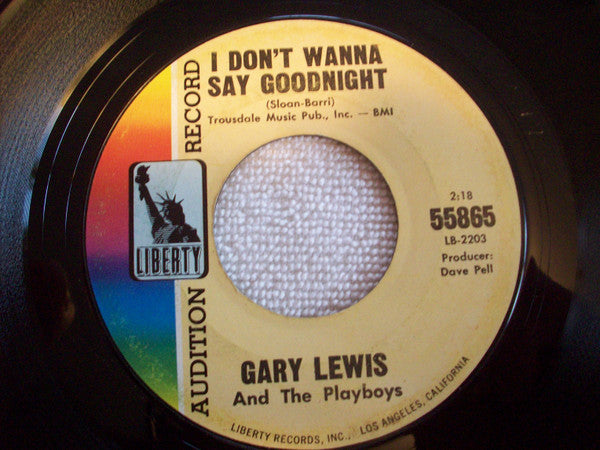 I DON'T WANNA
SAY GOODNIGHT
(Sloan-Barri)
Trousdale Music Pub., Inc. — BMI
AUDITION RECORD
LIBERTY
2:18
55865
LB-2203
Producer:
Dave Pell
GARY LEWIS
And The Playboys
LIBERTY RECORDS, INC., LOS ANGELES, CALIFORNIA